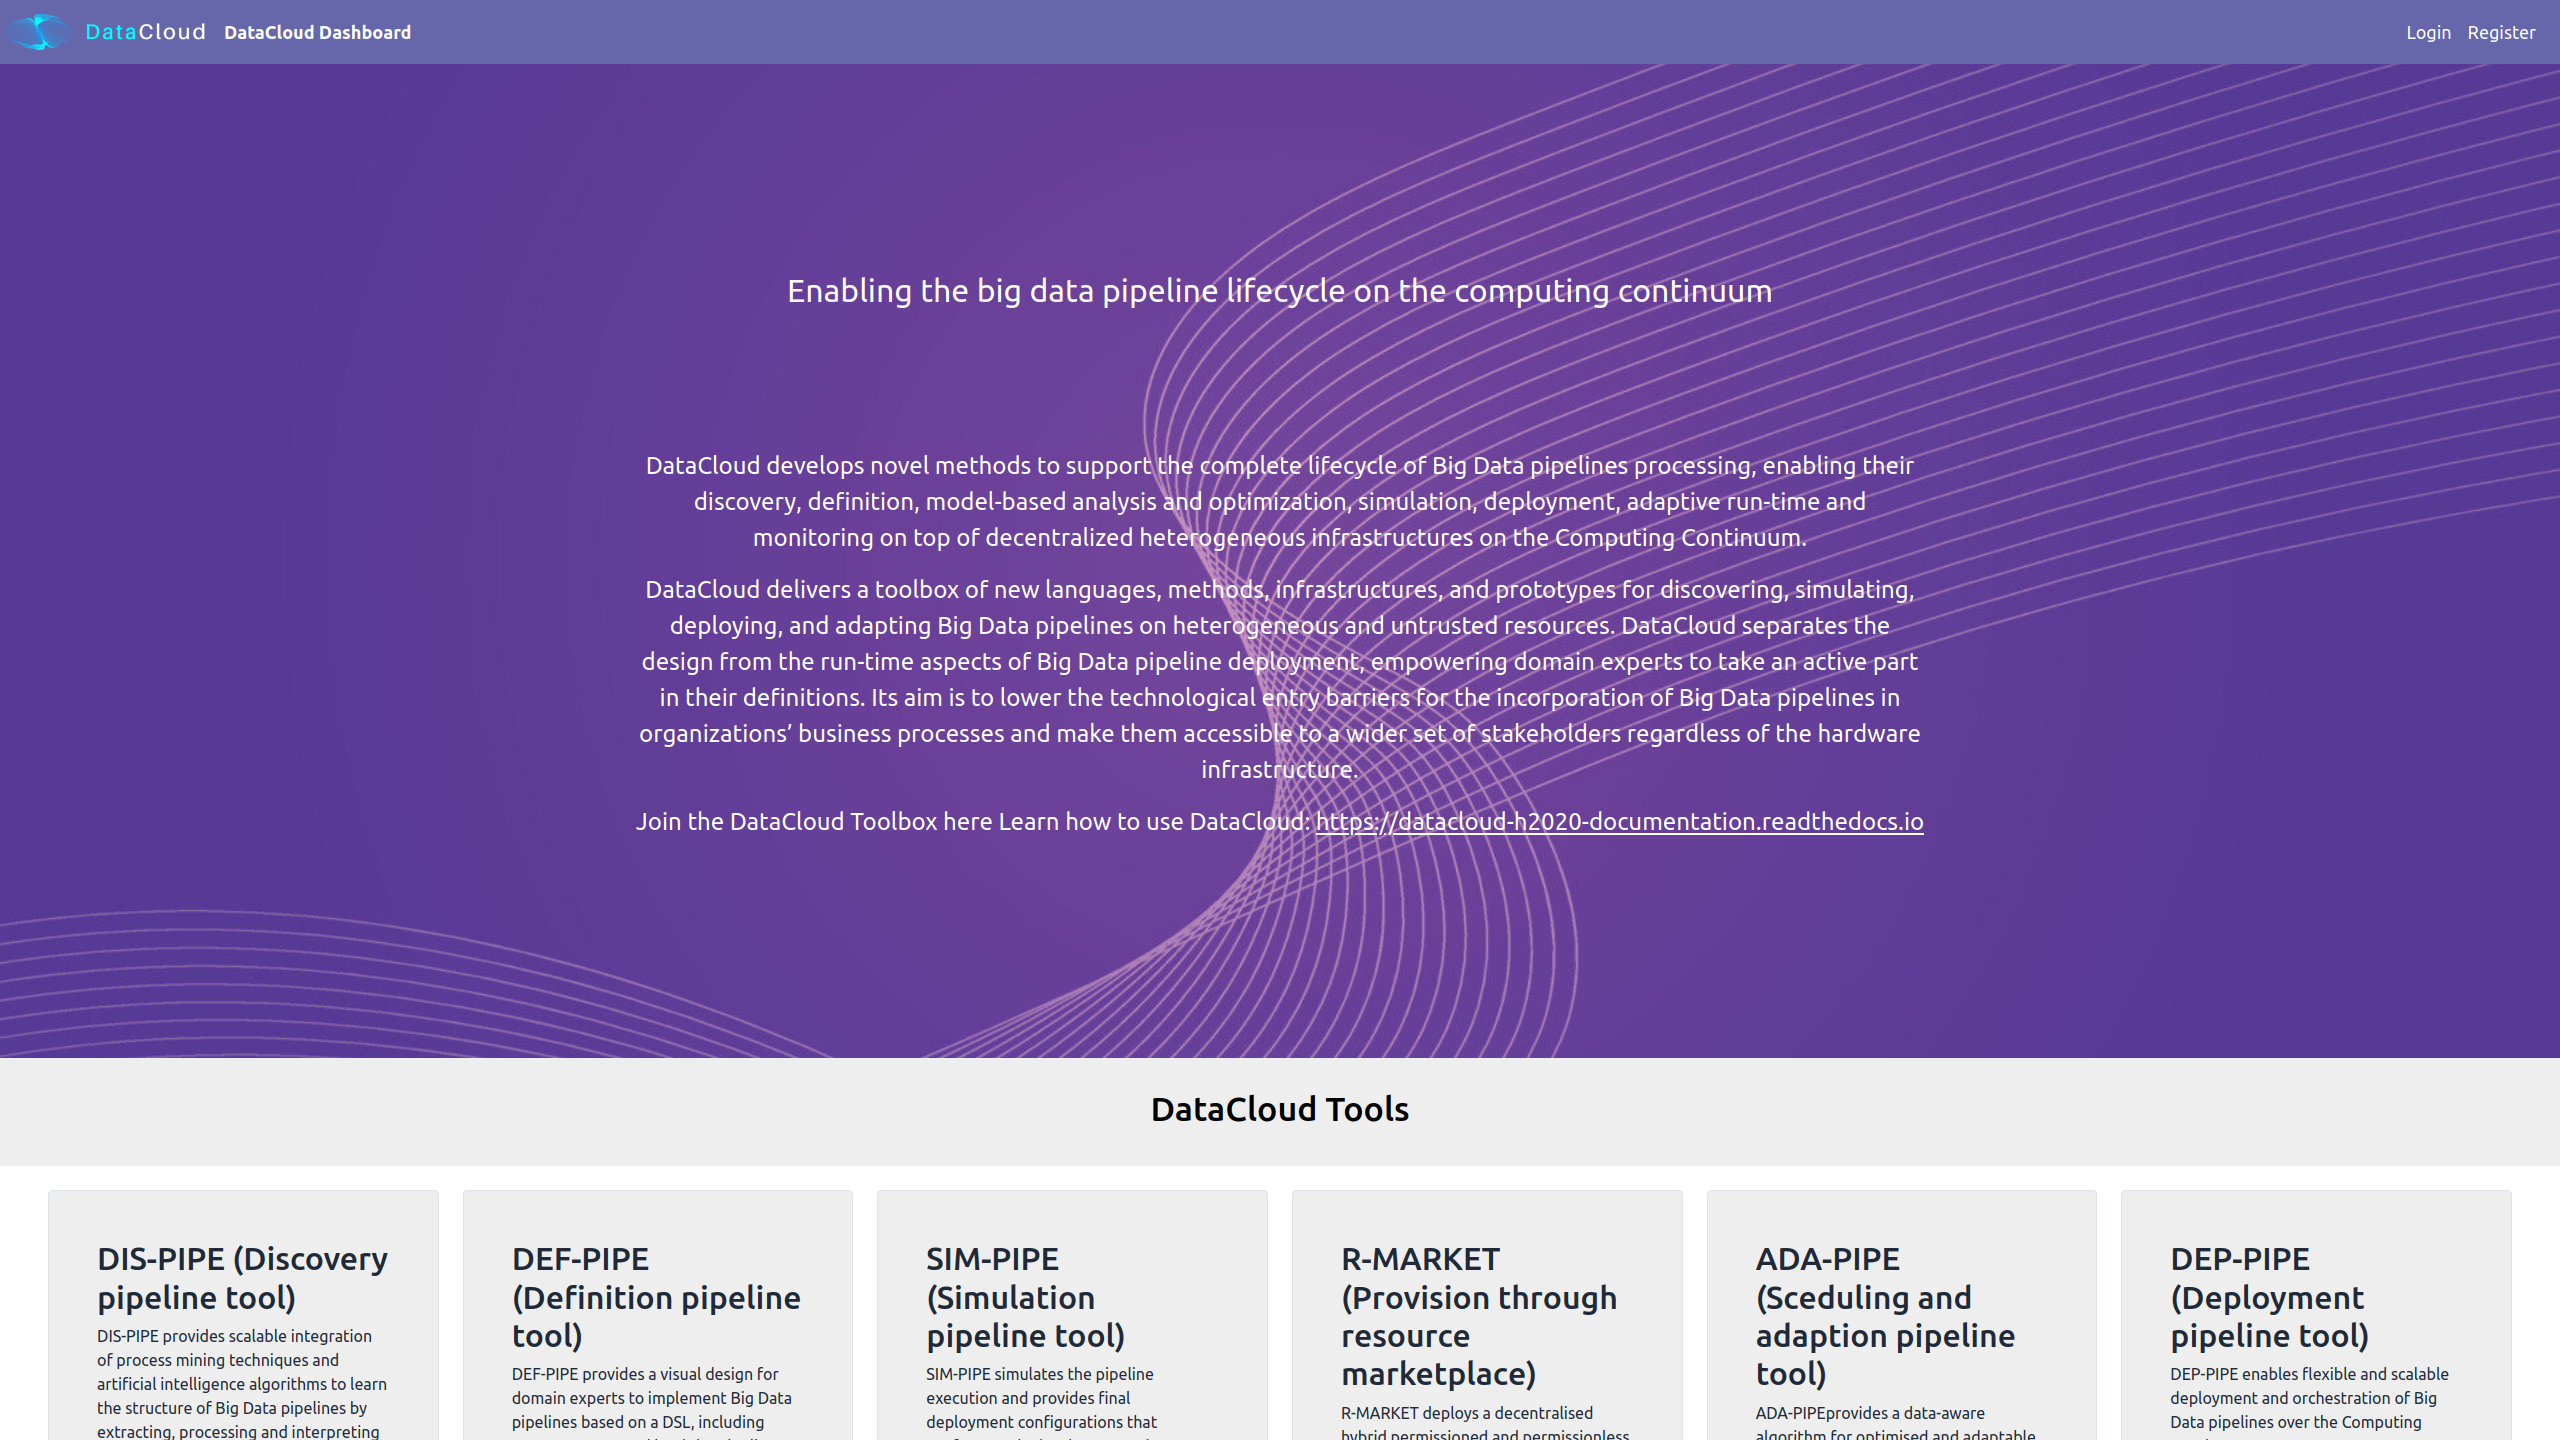 DataCloud DataCloud Dashboard Login Register
Enabling the big data pipeline lifecycle on the computing continuum
DataCloud develops novel methods to support the complete lifecycle of Big Data pipelines processing, enabling their
discovery, definition, model-based analysis and optimization, simulation, deployment, adaptive run-time and
monitoring on top of decentralized heterogeneous infrastructures on the Computing Continuum.
DataCloud delivers a toolbox of new languages, methods, infrastructures, and prototypes for discovering, simulating,
deploying, and adapting Big Data pipelines on heterogeneous and untrusted resources. DataCloud separates the
design from the run-time aspects of Big Data pipeline deployment, empowering domain experts to take an active part
in their definitions. Its aim is to lower the technological entry barriers for the incorporation of Big Data pipelines in
organizations’ business processes and make them accessible to a wider set of stakeholders regardless of the hardware
infrastructure.
Join the DataCloud Toolbox here Learn how to use DataCloud: https://datacloud-h2020-documentation.readthedocs.io
DataCloud Tools
DIS-PIPE (Discovery
pipeline tool)
DIS-PIPE provides scalable integration
of process mining techniques and
artificial intelligence algorithms to learn
the structure of Big Data pipelines by
extracting, processing and interpreting
DEF-PIPE
(Definition pipeline
tool)
DEF-PIPE provides a visual design for
domain experts to implement Big Data
pipelines based on a DSL, including
SIM-PIPE
(Simulation
pipeline tool)
SIM-PIPE simulates the pipeline
execution and provides final
deployment configurations that
R-MARKET
(Provision through
resource
marketplace)
R-MARKET deploys a decentralised
hybrid permissioned and permissionless
ADA-PIPE
(Sceduling and
adaption pipeline
tool)
ADA-PIPEprovides a data-aware
algorithm for optimised and adaptable
DEP-PIPE
(Deployment
pipeline tool)
DEP-PIPE enables flexible and scalable
deployment and orchestration of Big
Data pipelines over the Computing